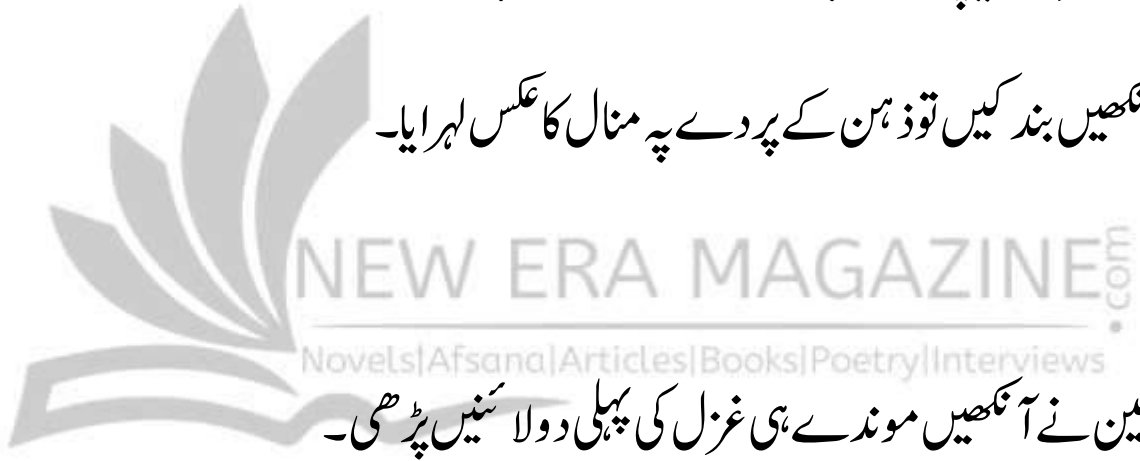 بند کیں تو ذہن کے پردے پہ منال کا عکس لہرایا۔
NEW ERA MAGAZINE.com
Novels|Afsana|Articles|Books|Poetry|Interviews
نے آنکھیں موندے ہی غزل کی پہلی دو لائنیں پڑھی۔